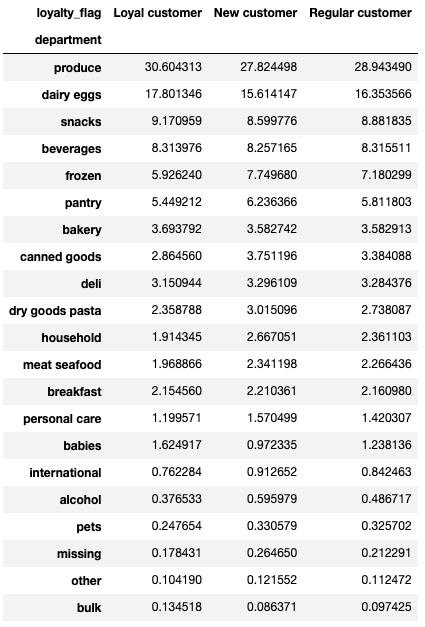 loyalty_flag Loyal customer New customer Regular customer
department
produce 30.604313 27.824498 28.943490
dairy eggs 17.801346 15.614147 16.353566
snacks 9.170959 8.599776 8.881835
beverages 8.313976 8.257165 8.315511
frozen 5.926240 7.749680 7.180299
pantry 5.449212 6.236366 5.811803
bakery 3.693792 3.582742 3.582913
canned goods 2.864560 3.751196 3.384088
deli 3.150944 3.296109 3.284376
dry goods pasta 2.358788 3.015096 2.738087
household 1.914345 2.667051 2.361103
meat seafood 1.968866 2.341198 2.266436
breakfast 2.154560 2.210361 2.160980
personal care 1.199571 1.570499 1.420307
babies 1.624917 0.972335 1.238136
international 0.762284 0.912652 0.842463
alcohol 0.376533 0.595979 0.486717
pets 0.247654 0.330579 0.325702
missing 0.178431 0.264650 0.212291
other 0.104190 0.121552 0.112472
bulk 0.134518 0.086371 0.097425